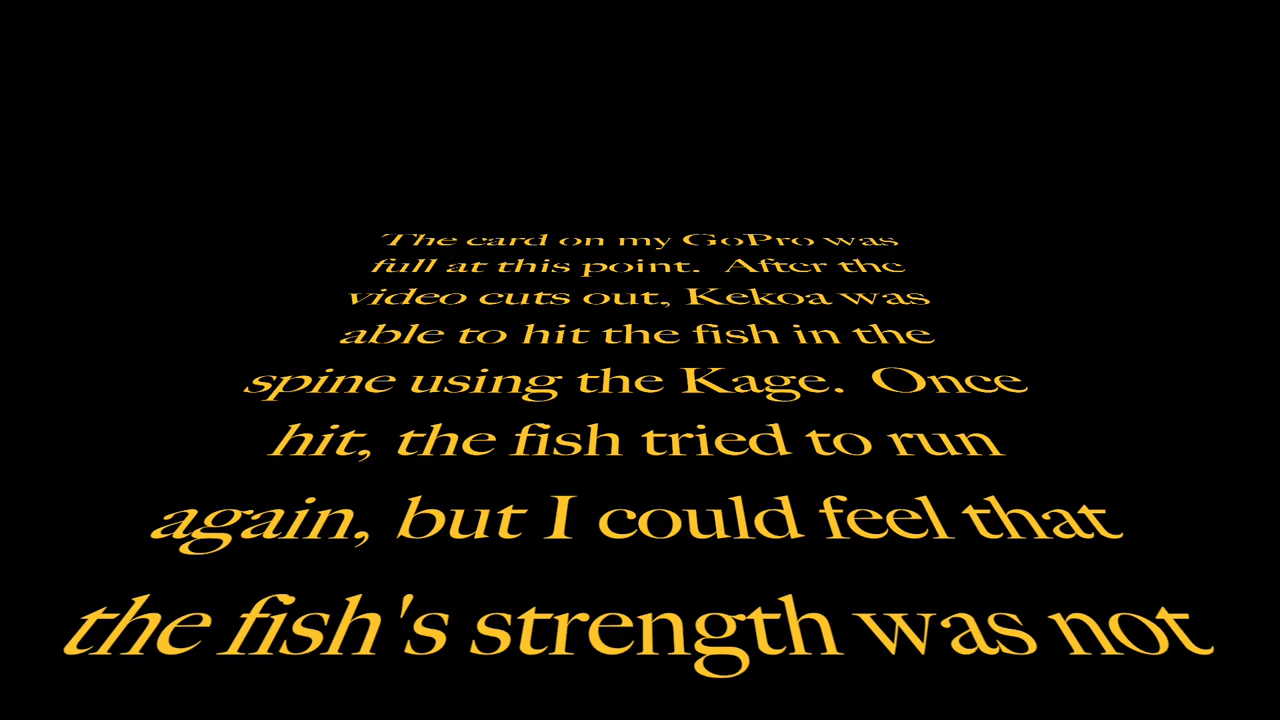 The card on my GoPro was
full at this point.  After the
video cuts out, Kekoa was
able to hit the fish in the
spine using the Kage.  Once
hit, the fish tried to run
again, but I could feel that
the fish's strength was not